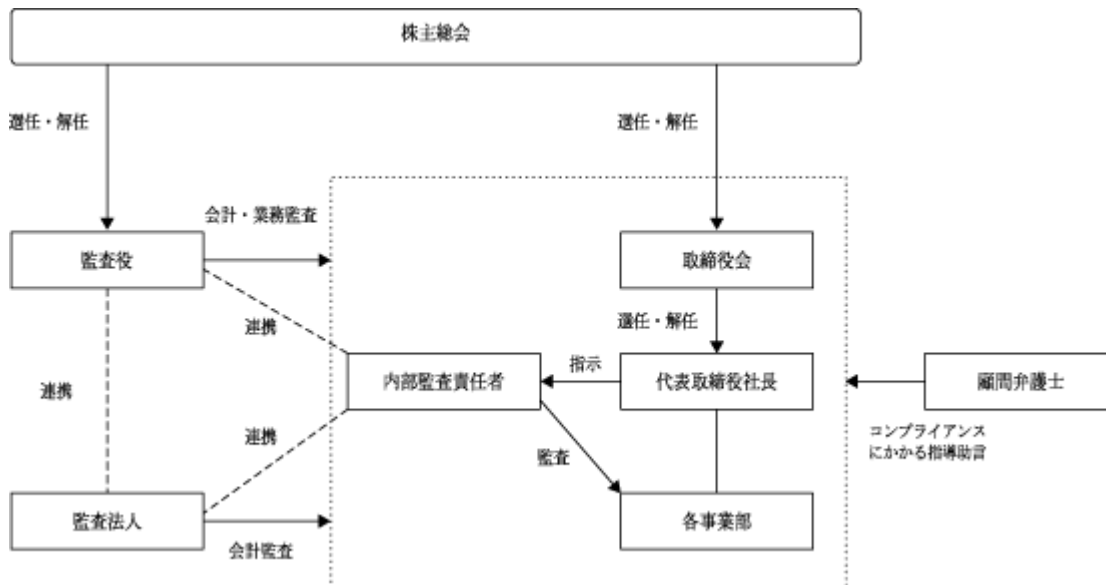 株主総会
選任・解任
選任・解任
会計・業務監査
監査役
取締役会
連携
選任・解任
指示
内部監査責任者
代表取締役社長
顧問弁護士
連携
連携
コンプライアンス
にかかる指導助言
監査
監査法人
各事業部
会計監査